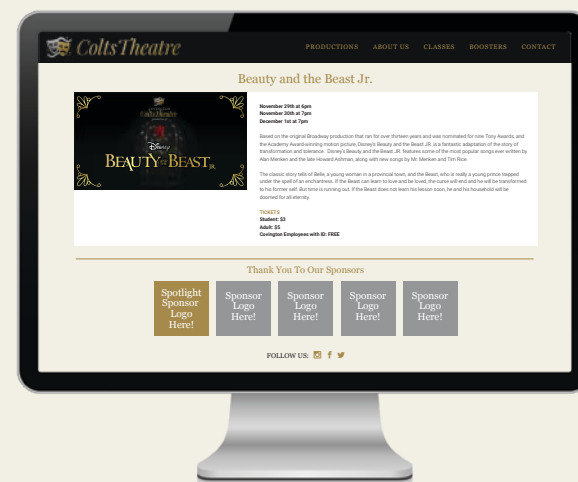 Colts Theatre
PRODUCTIONS ABOUT US CLASSES BOOSTERS CONTACT
Beauty and the Beast Jr.
Colts Theatre
Disney
BEAUTY AND THE BEAST JR.
November 29th at 6pm
November 30th at 7pm
December 1st at 7pm
Based on the original Broadway production that ran for over thirteen years and was nominated for nine Tony Awards, and
the Academy Award-winning motion picture, Disney's Beauty and the Beast JR. is a fantastic adaptation of the story of
transformation and tolerance. Disney's Beauty and the Beast JR. features some of the most popular songs ever written by
Alan Menken and the late Howard Ashman, along with new songs by Mr. Menken and Tim Rice.
The classic story tells of Belle, a young woman in a provincial town, and the Beast, who is really a young prince trapped
under the spell of an enchantress. If the Beast can learn to love and be loved, the curse will end and he will be transformed
to his former self. But time is running out. If the Beast does not learn his lesson soon, he and his household will be
doomed for all eternity.
TICKETS
Student: $3
Adult: $5
Covington Employees with ID: FREE
Thank You To Our Sponsors
Spotlight
Sponsor
Logo
Here!
Sponsor
Logo
Here!
Sponsor
Logo
Here!
Sponsor
Logo
Here!
Sponsor
Logo
Here!
FOLLOW US: